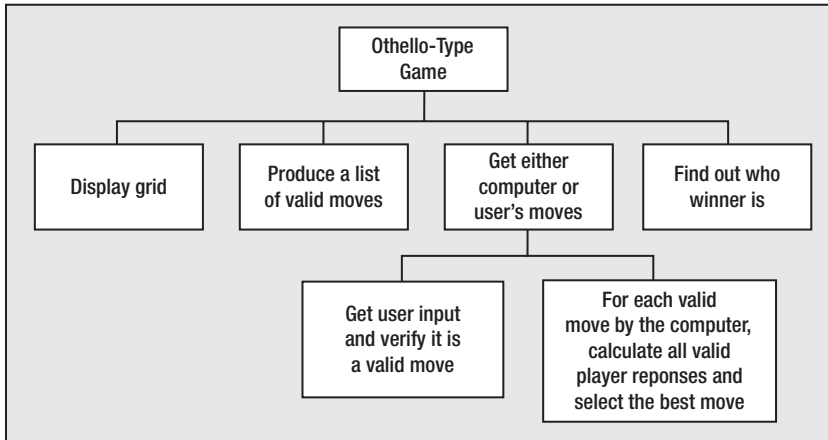 Othello-Type
Game
Display grid
Produce a list
of valid moves
Get either
computer or
user's moves
Find out who
winner is
Get user input
and verify it is
a valid move
For each valid
move by the computer,
calculate all valid
player reponses and
select the best move